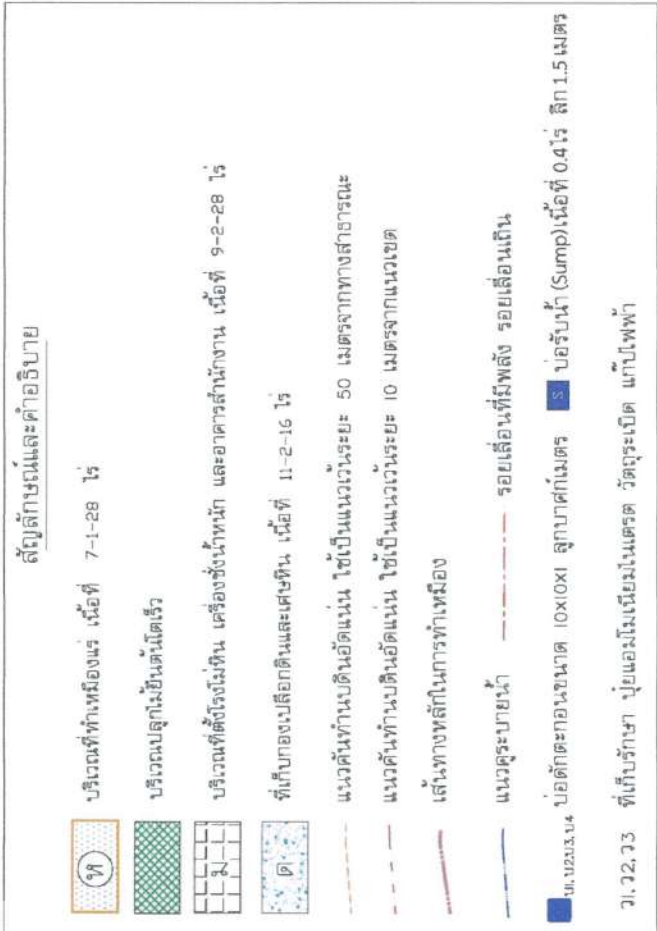 สัญลักษณ์และคำอธิบาย
ห บริเวณที่ทำเหมืองแร่ เนื้อที่ 7-1-28 ไร่
บริเวณปลูกไม้ยืนต้นโตเร็ว
ม บริเวณที่ตั้งโรงโม่หิน เครื่องชั่งน้ำหนัก และอาคารสำนักงาน เนื้อที่ 9-2-28 ไร่
ด ที่เก็บกองเปลือกดินและเศษหิน เนื้อที่ 11-2-16 ไร่
แนวคันทำนบดินอัดแน่น ใช้เป็นแนวเว้นระยะ 50 เมตรจากทางสาธารณะ
แนวคันทำนบดินอัดแน่น ใช้เป็นแนวเว้นระยะ 10 เมตรจากแนวเขต
เส้นทางหลักในการทำเหมือง
แนวคูระบายน้ำ รอยเลื่อนที่มีพลัง รอยเลื่อนเถิน
บ1,บ2,บ3,บ4 บ่อดักตะกอนขนาด 10x10x1 ลูกบาศก์เมตร S บ่อรับน้ำ (Sump)เนื้อที่ 0.4ไร่ ลึก 1.5 เมตร
ว1, ว2, ว3 ที่เก็บรักษา ปุ๋ยแอมโมเนียมไนเตรต วัตถุระเบิด แก๊ปไฟฟ้า